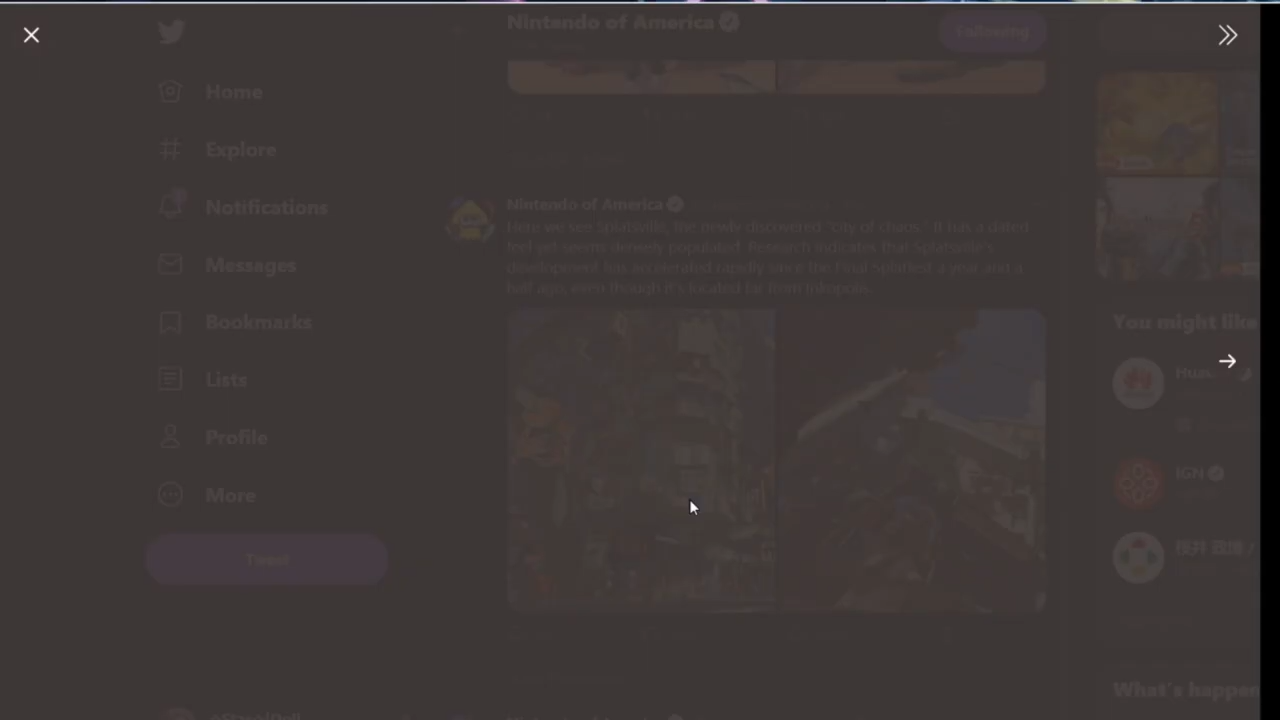 Nintendo of America
Following
Home
Explore
Notifications
Messages
Bookmarks
Lists
Profile
More
Tweet
Nintendo of America
Here we see Splatsville, the newly discovered "city of chaos." It has a dated
feel yet seems densely populated. Research indicates that Splatsville's
development has accelerated rapidly since the Final Splatfest a year and a
half ago, even though it's located far from Inkopolis.
You might like
IGN
What's happen